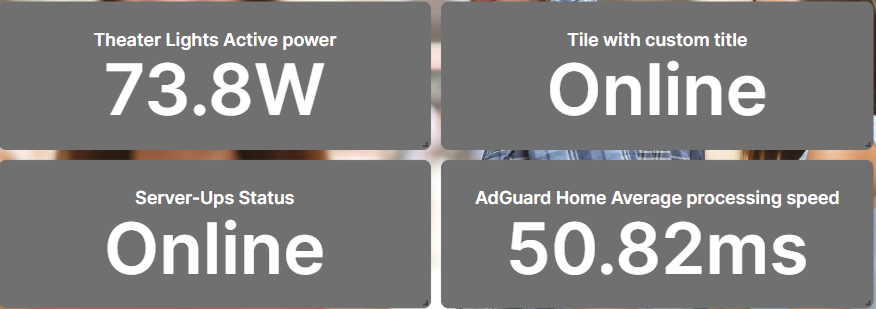 Theater Lights Active power
73.8W
Tile with custom title
Online
Server-Ups Status
Online
AdGuard Home Average processing speed
50.82ms